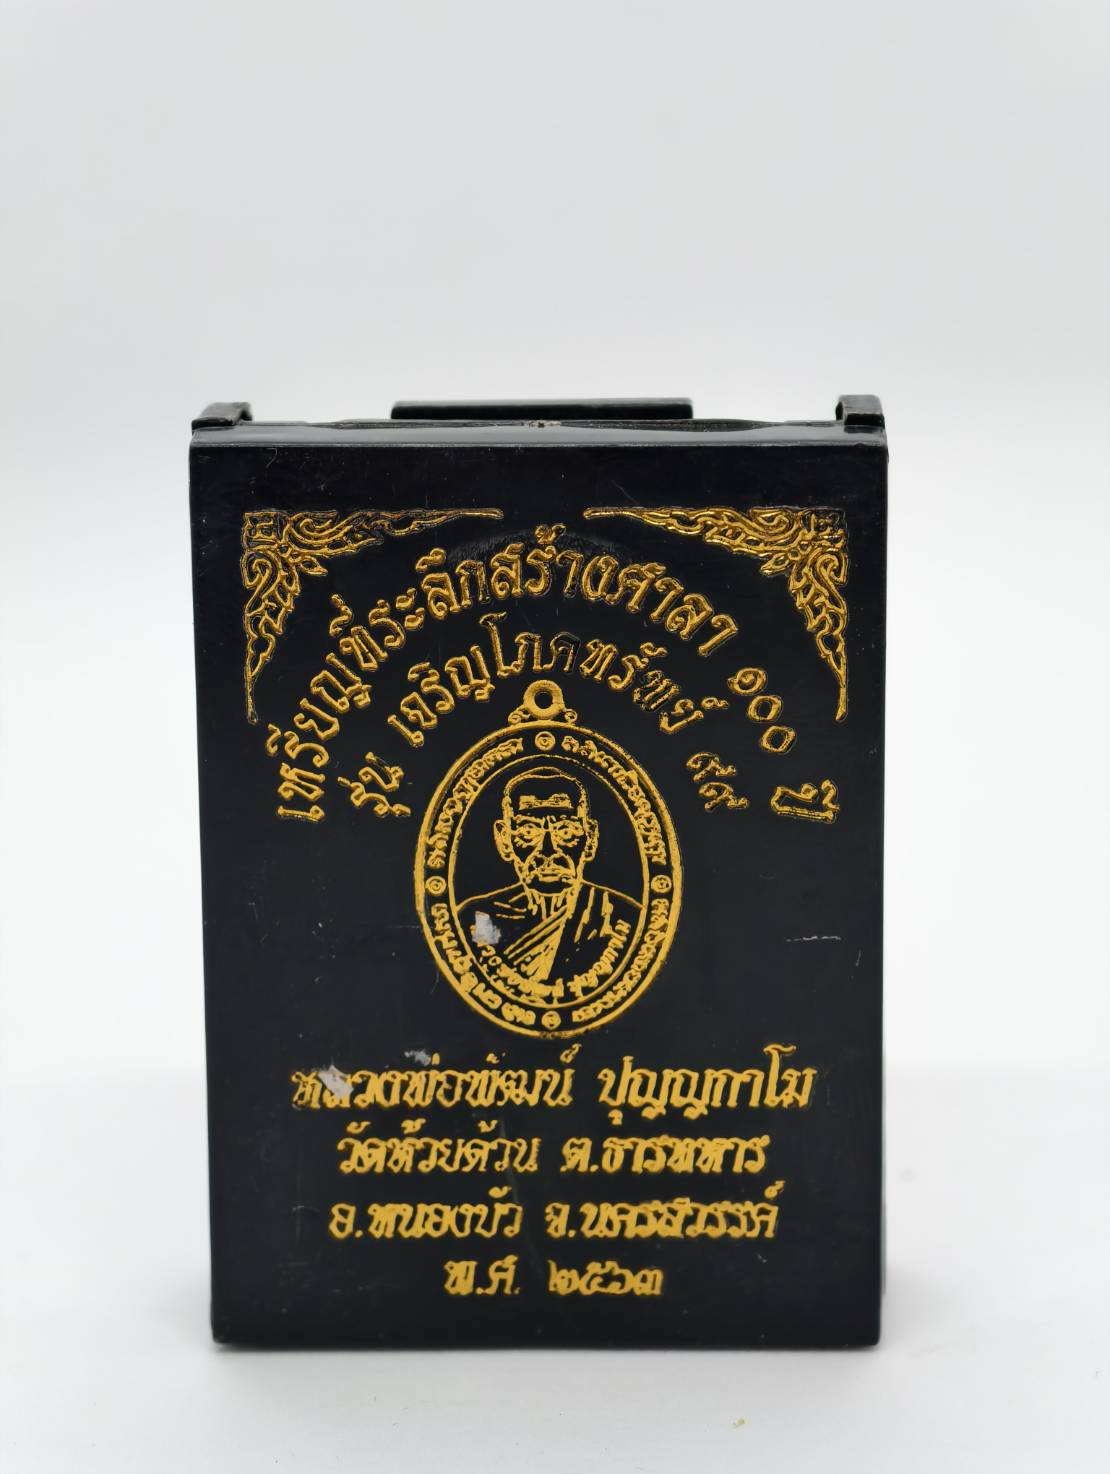 เหรียญที่ระลึกสร้างศาลา ๑๐๐ ปี
รุ่น เจริญโภคทรัพย์ ๙๙
หลวงพ่อพัฒน์ ปุญญกาโม
วัดห้วยด้วน ต.ธารทหาร
อ.หนองบัว จ.นครสวรรค์
พ.ศ. ๒๕๖๓